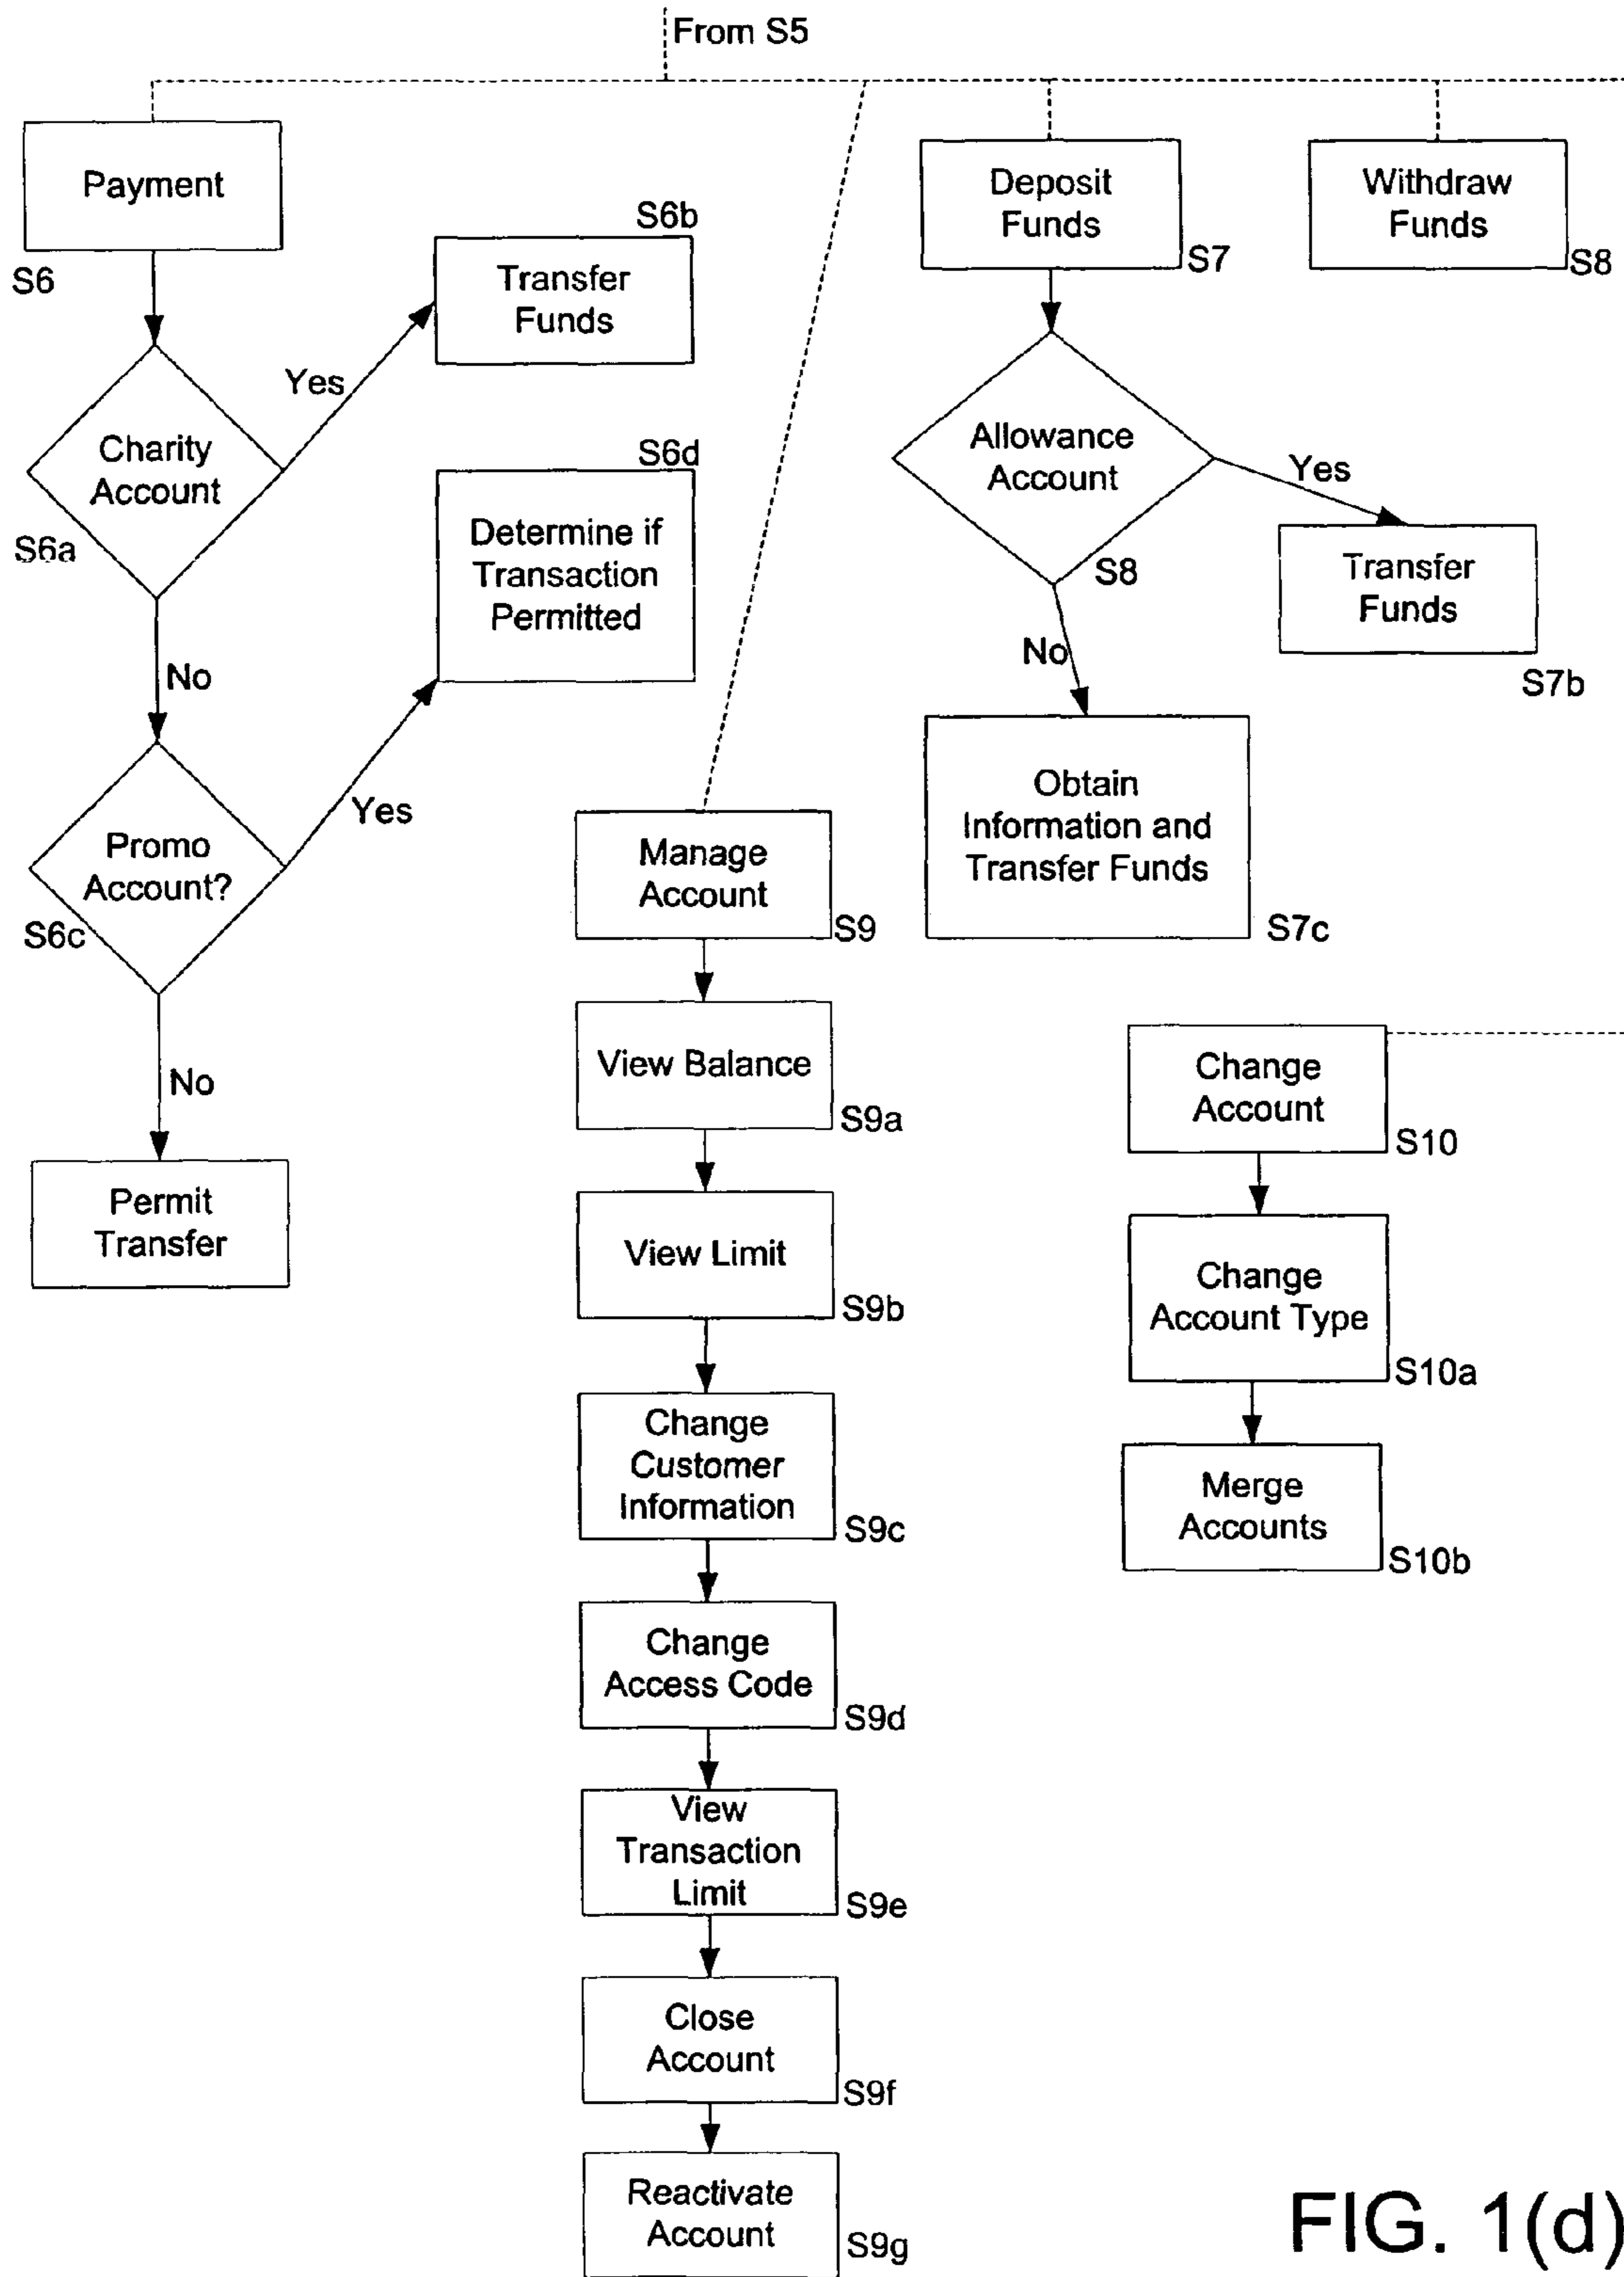 From S5
Payment
S6
Charity
Account
S6a
Yes
S6b
Transfer
Funds
No
S6d
Determine if
Transaction
Permitted
Promo
Account?
S6c
Yes
No
Permit
Transfer
Manage
Account
S9
View Balance
S9a
View Limit
S9b
Change
Customer
Information
S9c
Change
Access Code
S9d
View
Transaction
Limit
S9e
Close
Account
S9f
Reactivate
Account
S9g
Deposit
Funds
S7
Allowance
Account
S8
Yes
Transfer
Funds
S7b
No
Obtain
Information and
Transfer Funds
S7c
Withdraw
Funds
S8
Change
Account
S10
Change
Account Type
S10a
Merge
Accounts
S10b
FIG. 1(d)